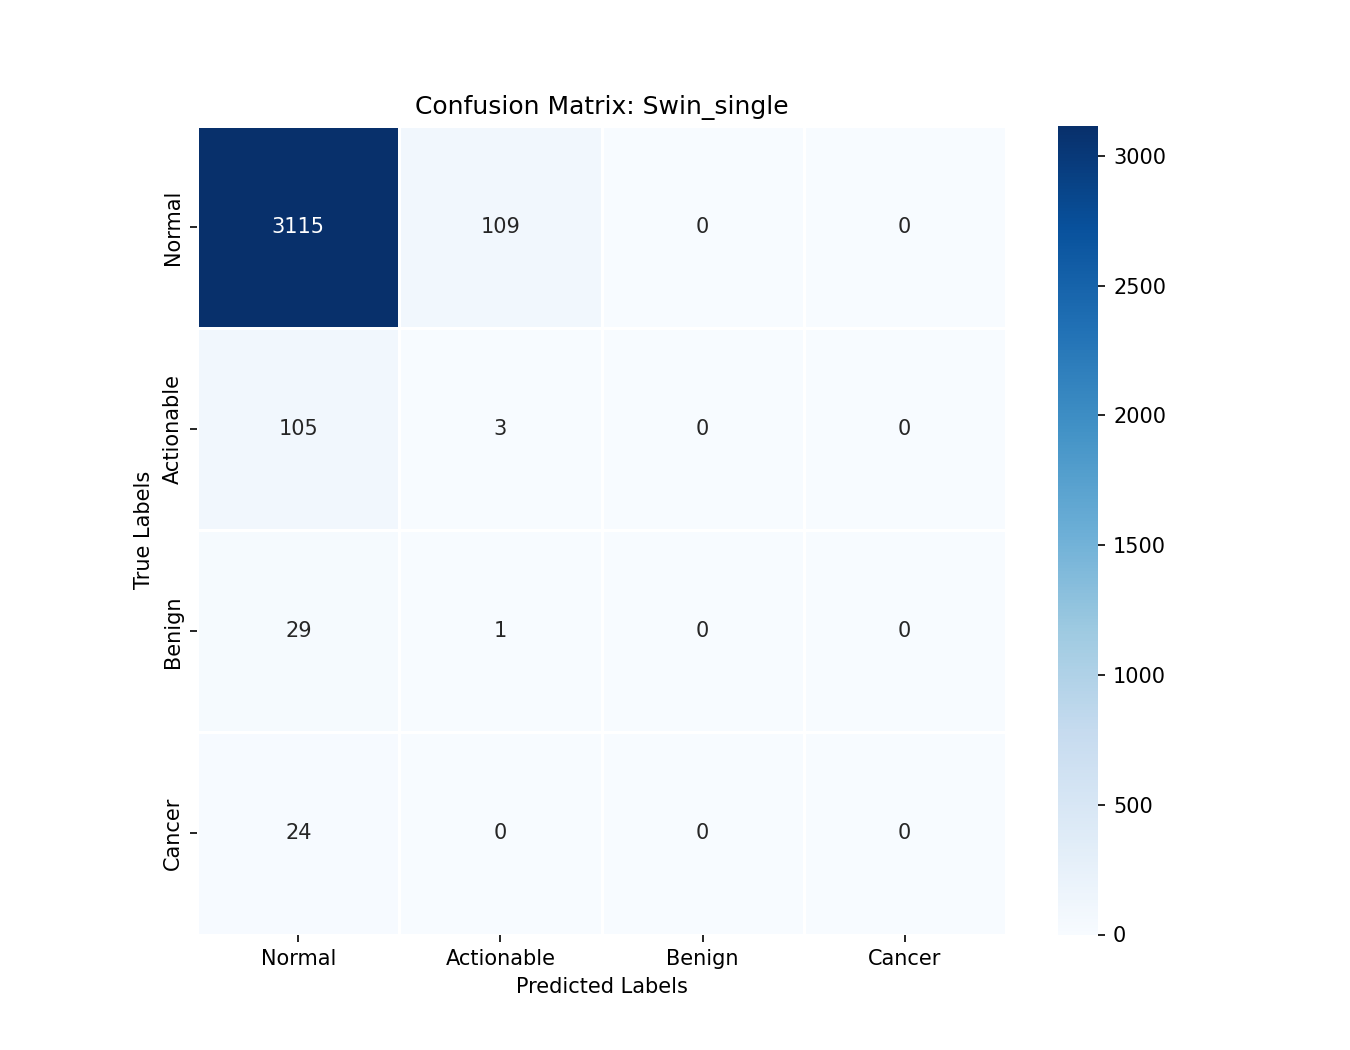 Confusion Matrix: Swin_single
3115 109 0 0
105 3 0 0
29 1 0 0
24 0 0 0
Normal
Actionable
Benign
Cancer
True Labels
Normal Actionable Benign Cancer
Predicted Labels
3000
2500
2000
1500
1000
500
0